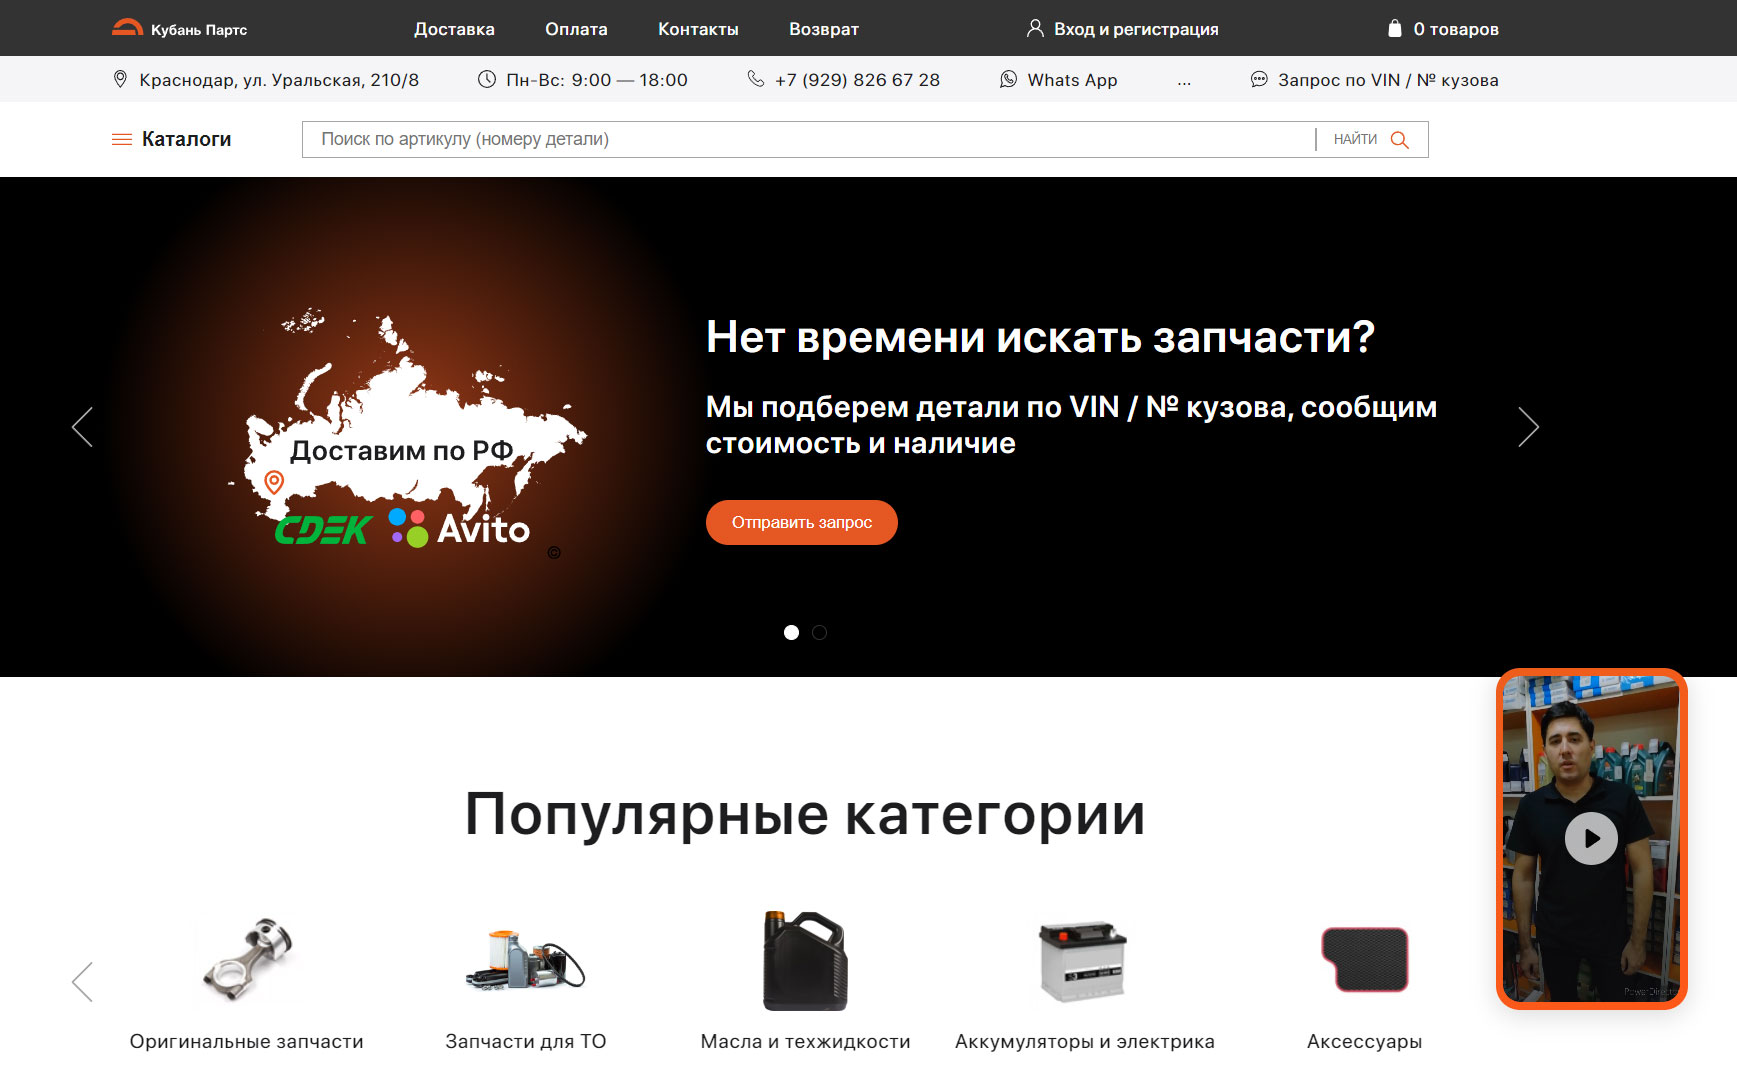 Кубань Партс
Доставка
Оплата
Контакты
Возврат
Вход и регистрация
0 товаров
Краснодар, ул. Уральская, 210/8
Пн-Вс: 9:00 — 18:00
+7 (929) 826 67 28
Whats App
...
Запрос по VIN / № кузова
Каталоги
Поиск по артикулу (номеру детали)
НАЙТИ
Доставим по РФ
CDEK
Avito
©
Нет времени искать запчасти?
Мы подберем детали по VIN / № кузова, сообщим
стоимость и наличие
Отправить запрос
Популярные категории
Оригинальные запчасти
Запчасти для ТО
Масла и техжидкости
Аккумуляторы и электрика
Аксессуары